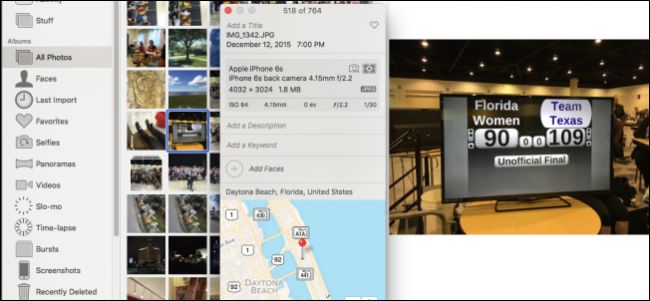 Stuff
Albums
All Photos
Faces
Last Import
Favorites
Selfies
Panoramas
Videos
Slo-mo
Time-lapse
Bursts
Screenshots
Recently Deleted
518 of 764
Add a Title
IMG_1342.JPG
December 12, 2015 7:00 PM
Apple iPhone 6s
iPhone 6s back camera 4.15mm f/2.2
4032 × 3024 1.8 MB JPEG
ISO 64 4.15mm 0 ev ƒ/2.2 1/30
Add a Description
Add a Keyword
Add Faces
Daytona Beach, Florida, United States
1
430
1
A1A
92
441
92
DAYTONA
BEACH
Florida
Women
Team
Texas
90 0 0 109
Unofficial Final